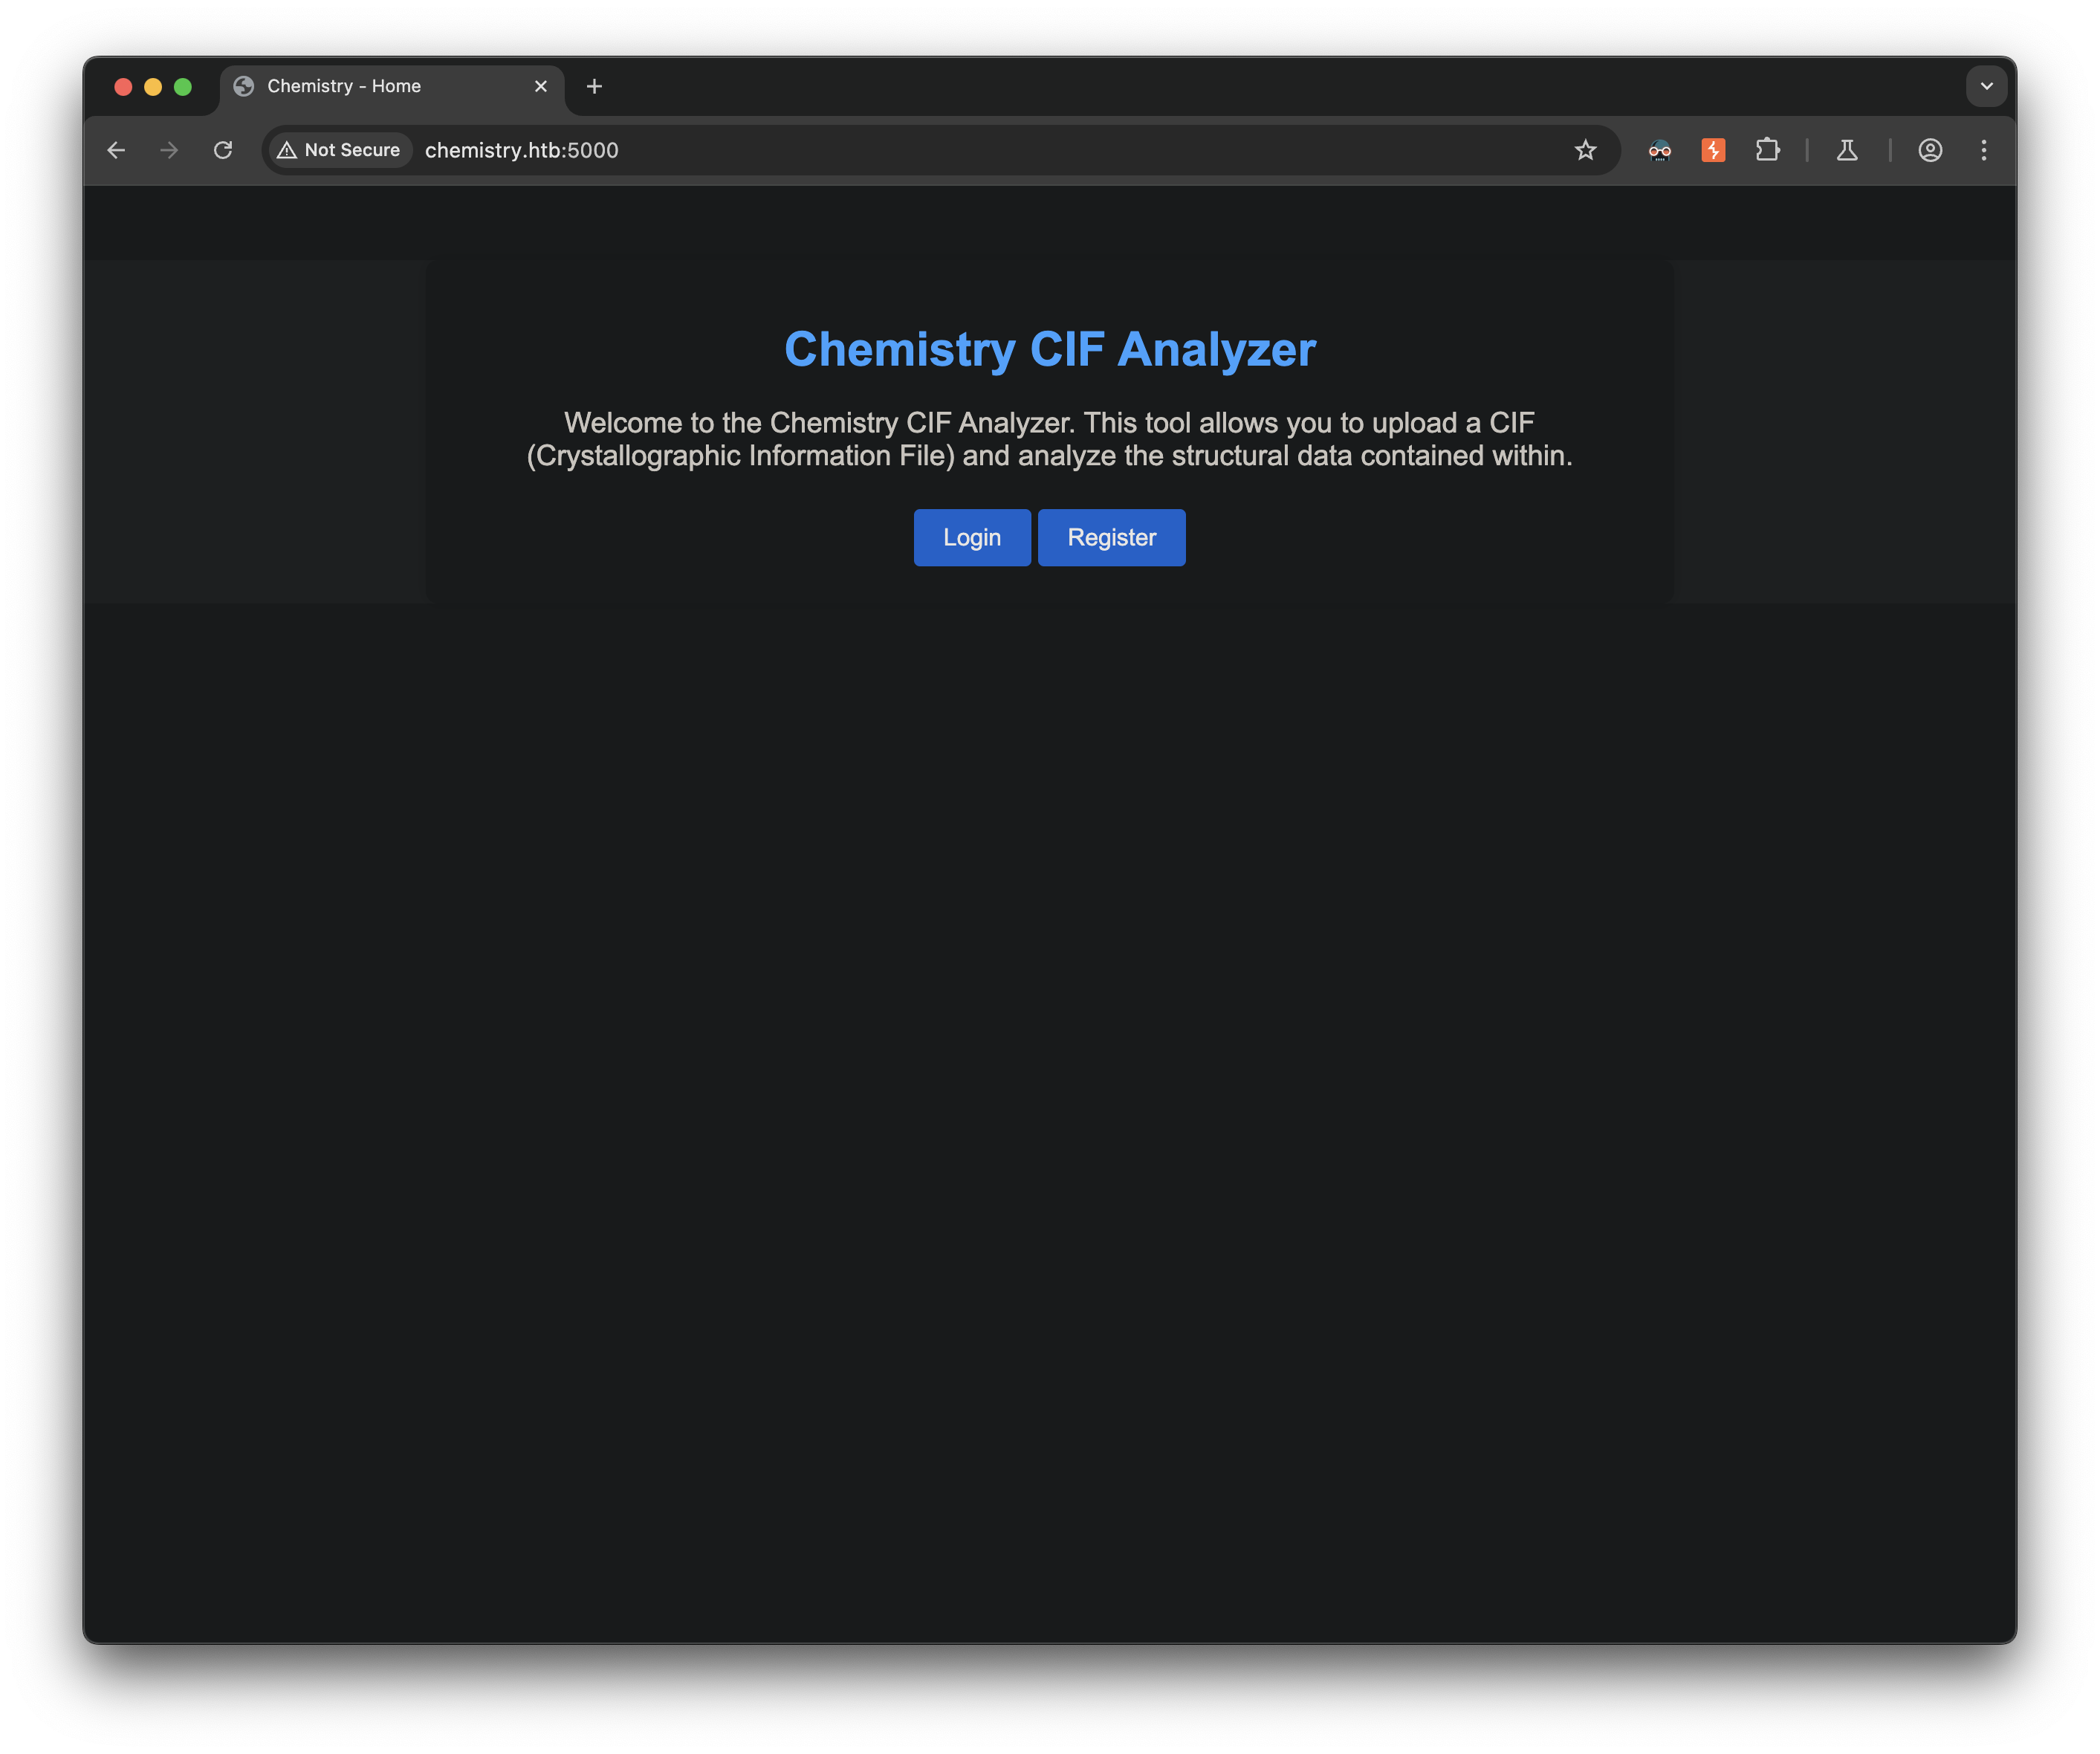 Chemistry - Home
Not Secure chemistry.htb:5000
Chemistry CIF Analyzer
Welcome to the Chemistry CIF Analyzer. This tool allows you to upload a CIF
(Crystallographic Information File) and analyze the structural data contained within.
Login Register